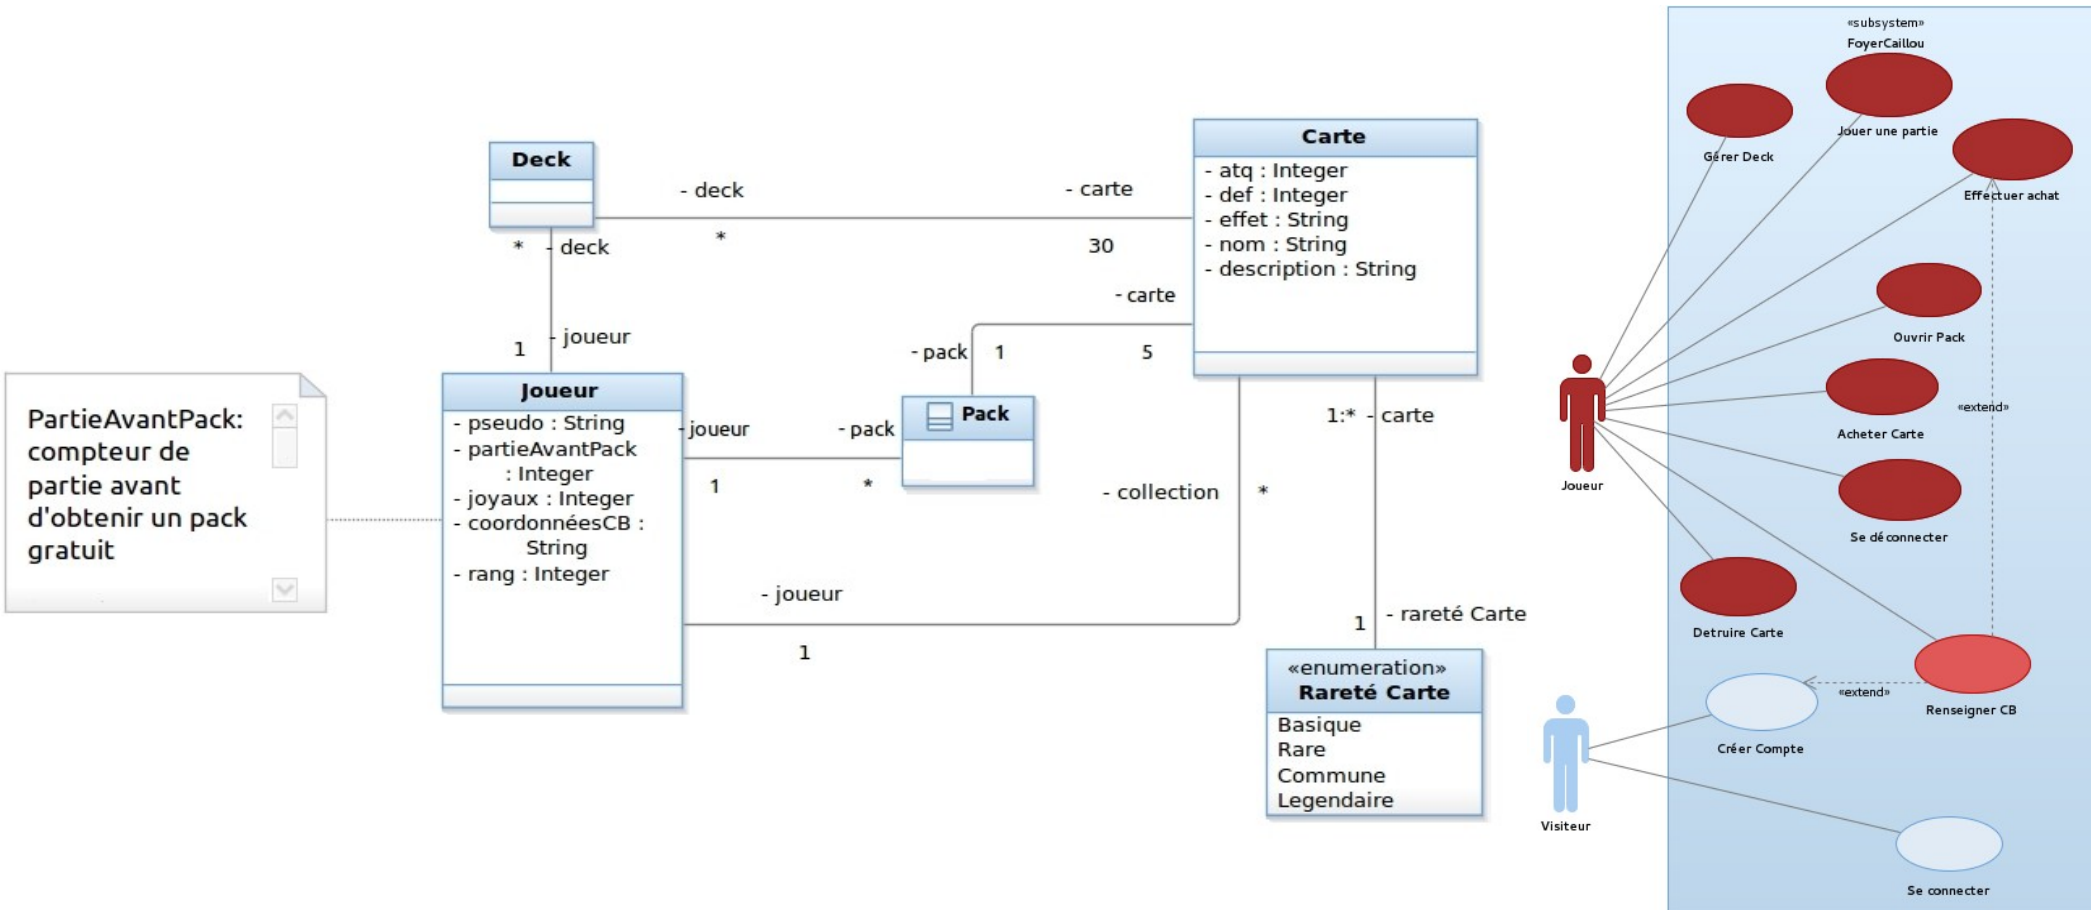 Deck
- deck
*
- carte
30
* - deck
1 - joueur
Carte
- atq : Integer
- def : Integer
- effet : String
- nom : String
- description : String
- carte
5
- pack 1
PartieAvantPack:
compteur de
partie avant
d'obtenir un pack
gratuit
Joueur
- pseudo : String
- partieAvantPack
: Integer
- joyaux : Integer
- coordonnéesCB :
String
- rang : Integer
- joueur
1
- pack
*
Pack
- collection *
- joueur
1
1:* - carte
1 - rareté Carte
«enumeration»
Rareté Carte
Basique
Rare
Commune
Legendaire
«subsystem»
FoyerCaillou
Jouer une partie
Gérer Deck
Effectuer achat
Ouvrir Pack
«extend»
Acheter Carte
Joueur
Se déconnecter
Detruire Carte
«extend»
Renseigner CB
Créer Compte
Visiteur
Se connecter